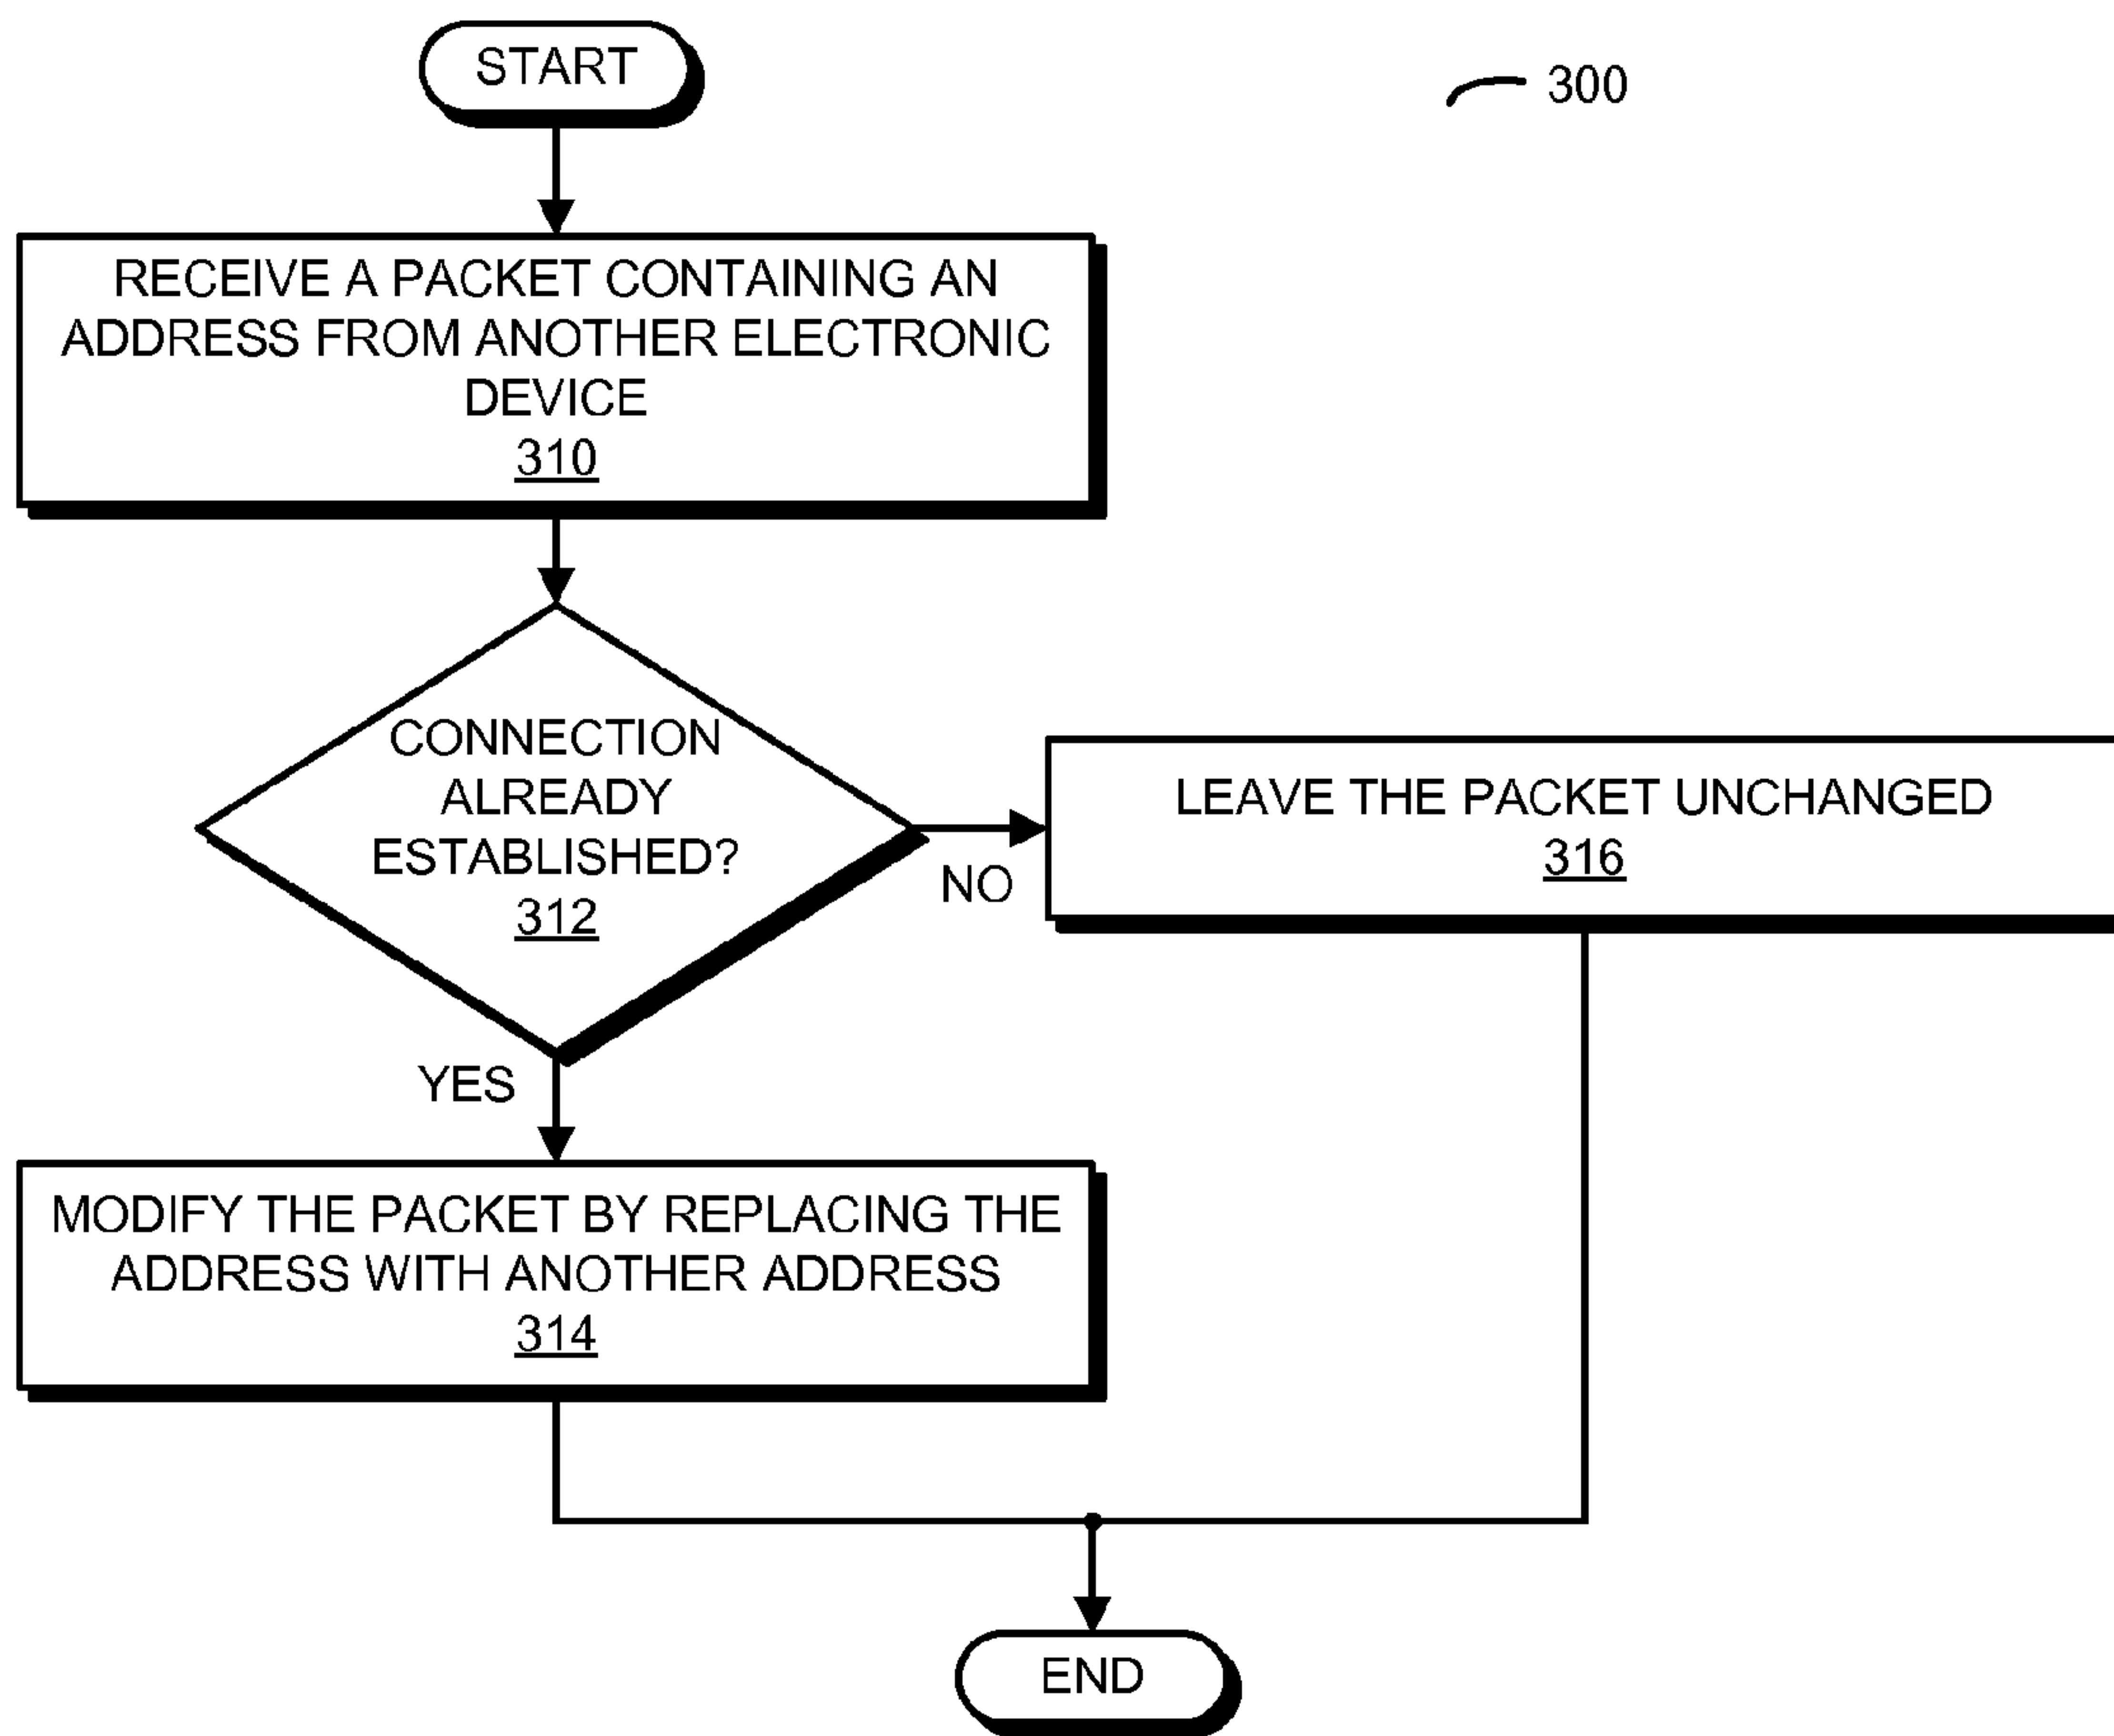 START
300
RECEIVE A PACKET CONTAINING AN
ADDRESS FROM ANOTHER ELECTRONIC
DEVICE
310
CONNECTION
ALREADY
ESTABLISHED?
312
NO
LEAVE THE PACKET UNCHANGED
316
YES
MODIFY THE PACKET BY REPLACING THE
ADDRESS WITH ANOTHER ADDRESS
314
END